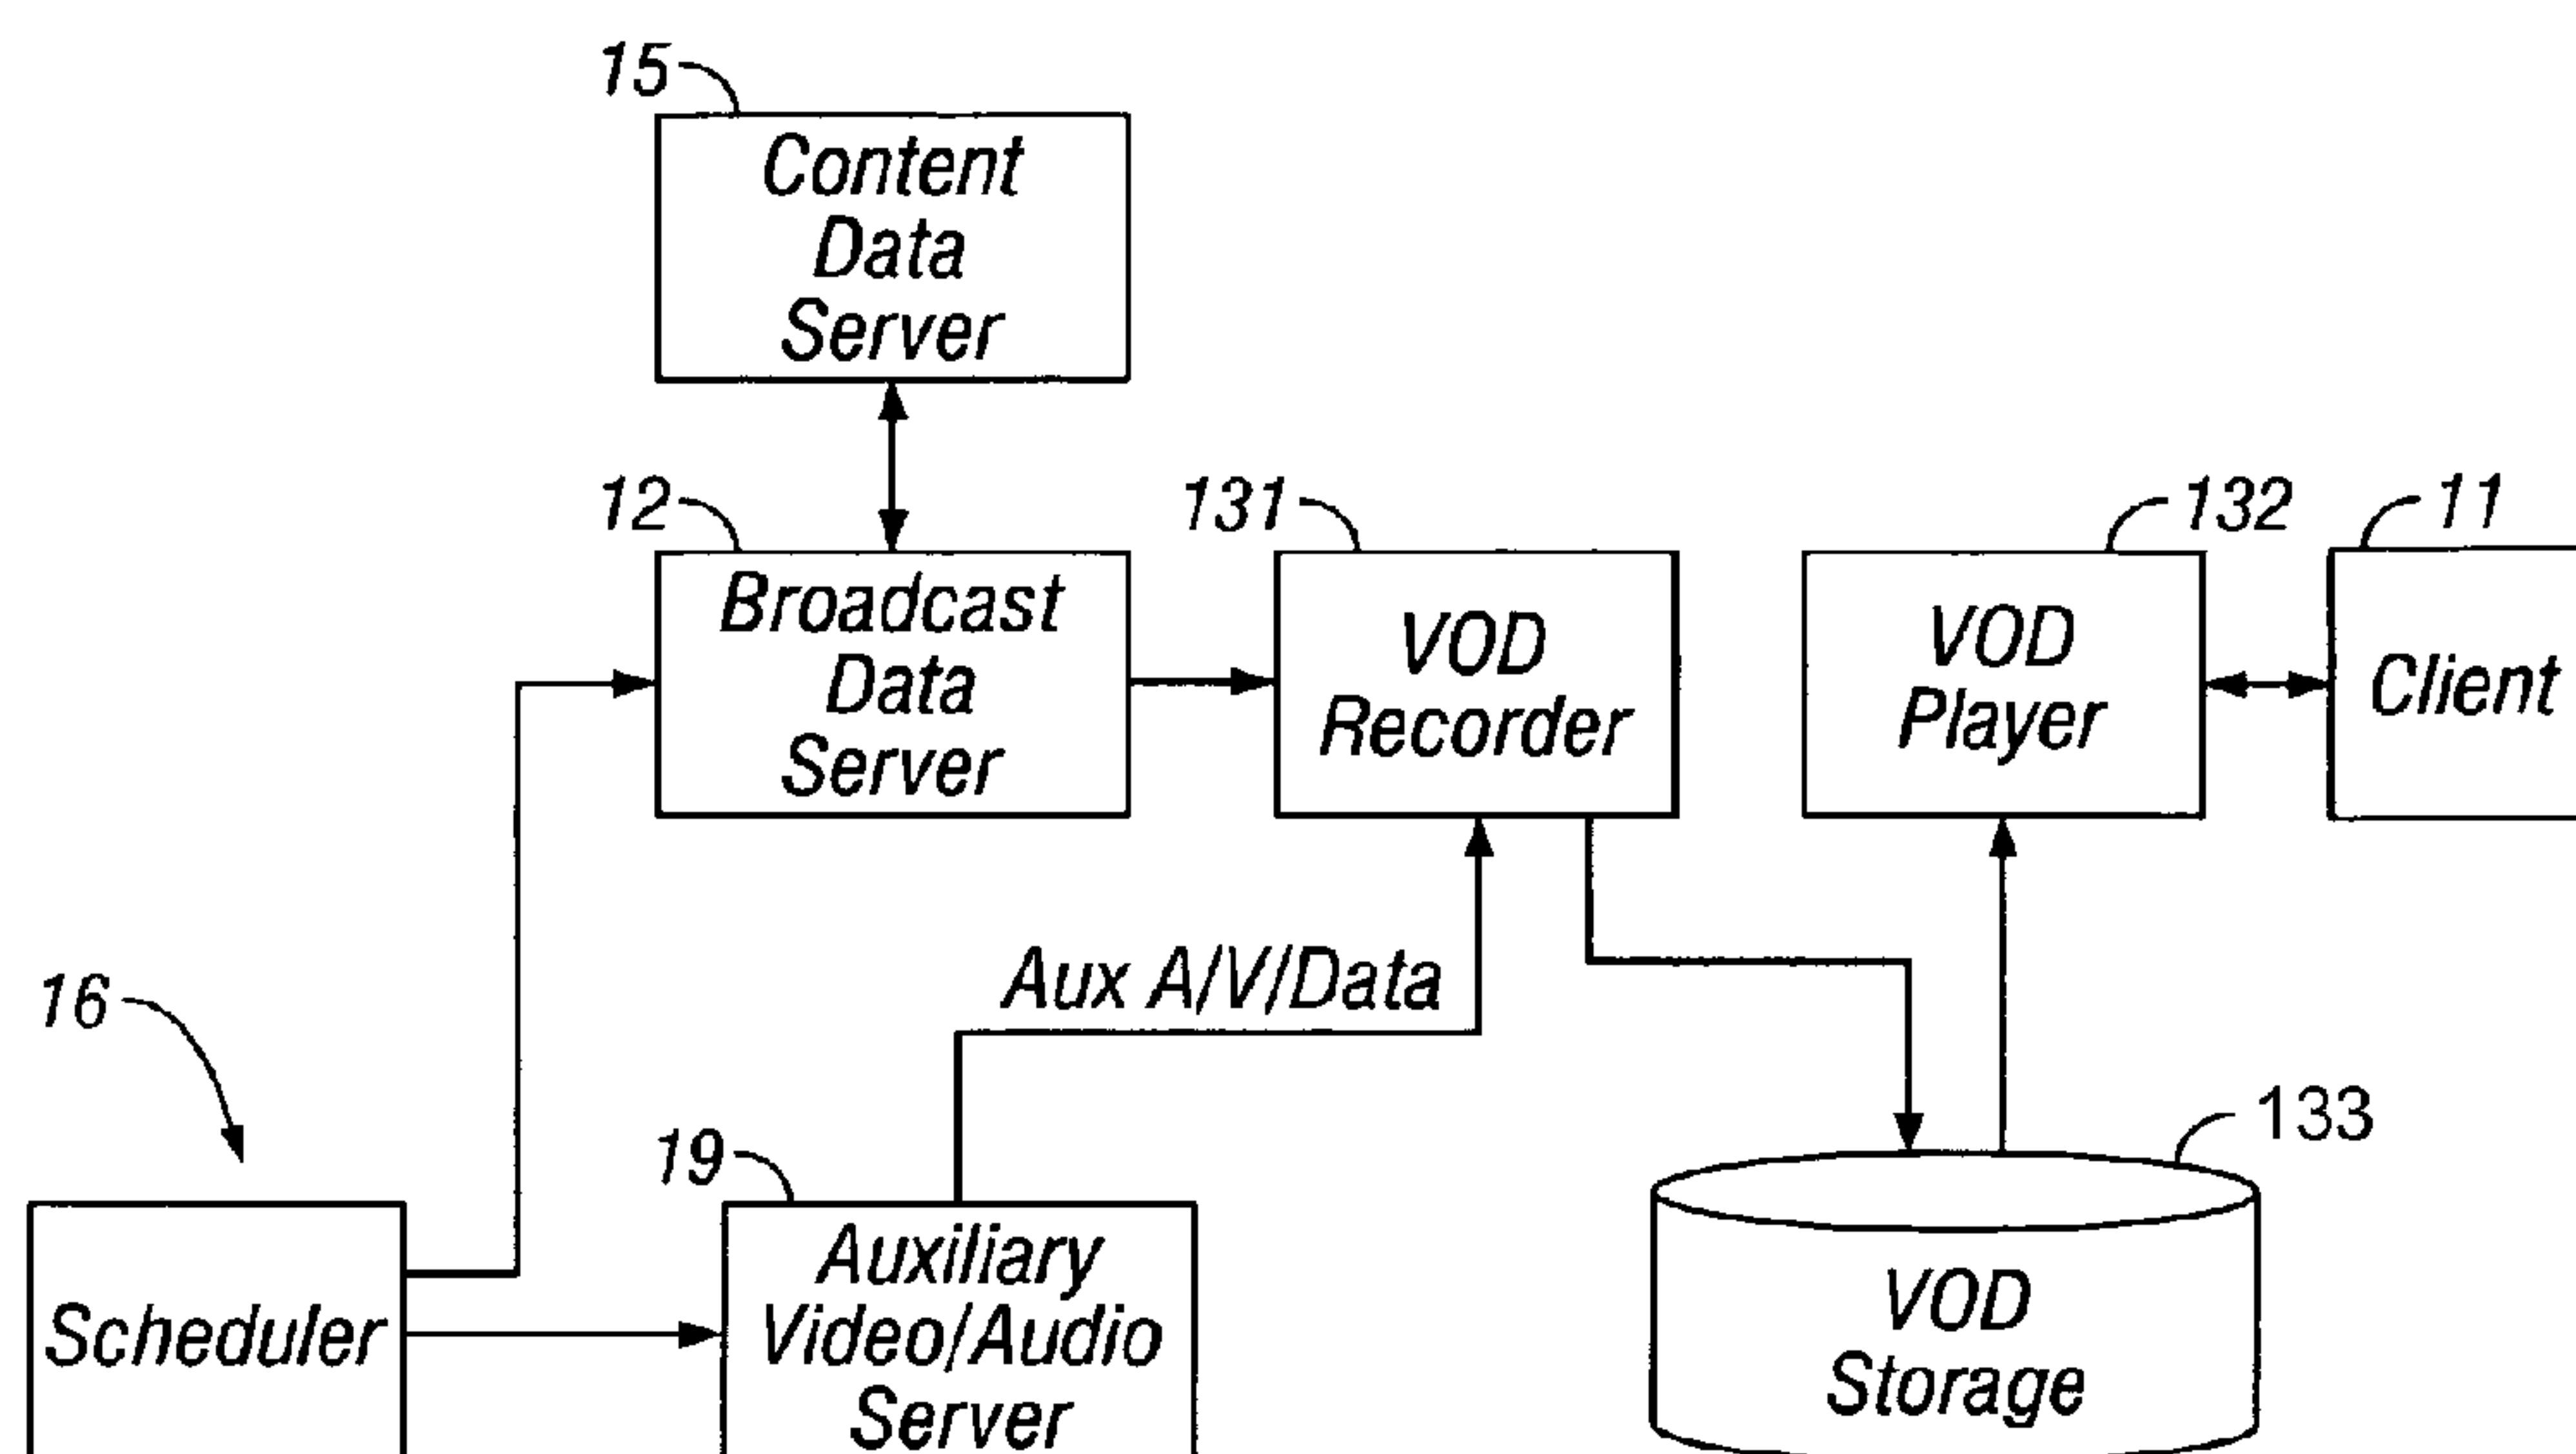 15
Content
Data
Server
12
Broadcast
Data
Server
131
VOD
Recorder
132
VOD
Player
11
Client
Aux A/V/Data
16
Scheduler
19
Auxiliary
Video/Audio
Server
133
VOD
Storage